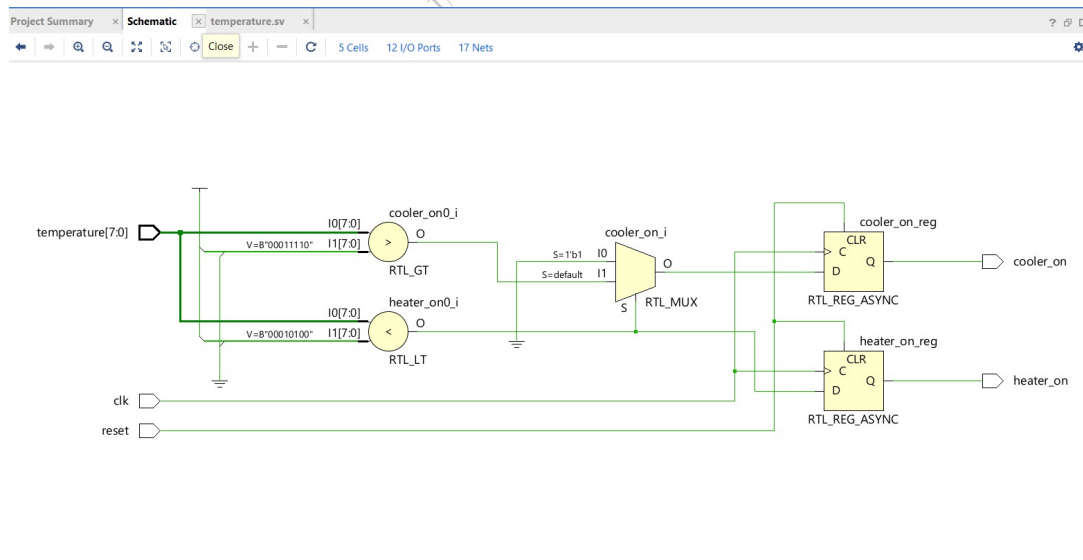 Project Summary × Schematic × temperature.sv × ?
Close 5 Cells 12 I/O Ports 17 Nets
cooler_on0_i
temperature[7:0] I0[7:0] O
V=B"00011110" I1[7:0] >
RTL_GT
cooler_on_i
S=1'b1 I0
S=default I1 O
S RTL_MUX
cooler_on_reg
CLR
C
D Q
RTL_REG_ASYNC
cooler_on
heater_on0_i
I0[7:0] O
V=B"00010100" I1[7:0] <
RTL_LT
heater_on_reg
CLR
C
D Q
RTL_REG_ASYNC
heater_on
clk
reset